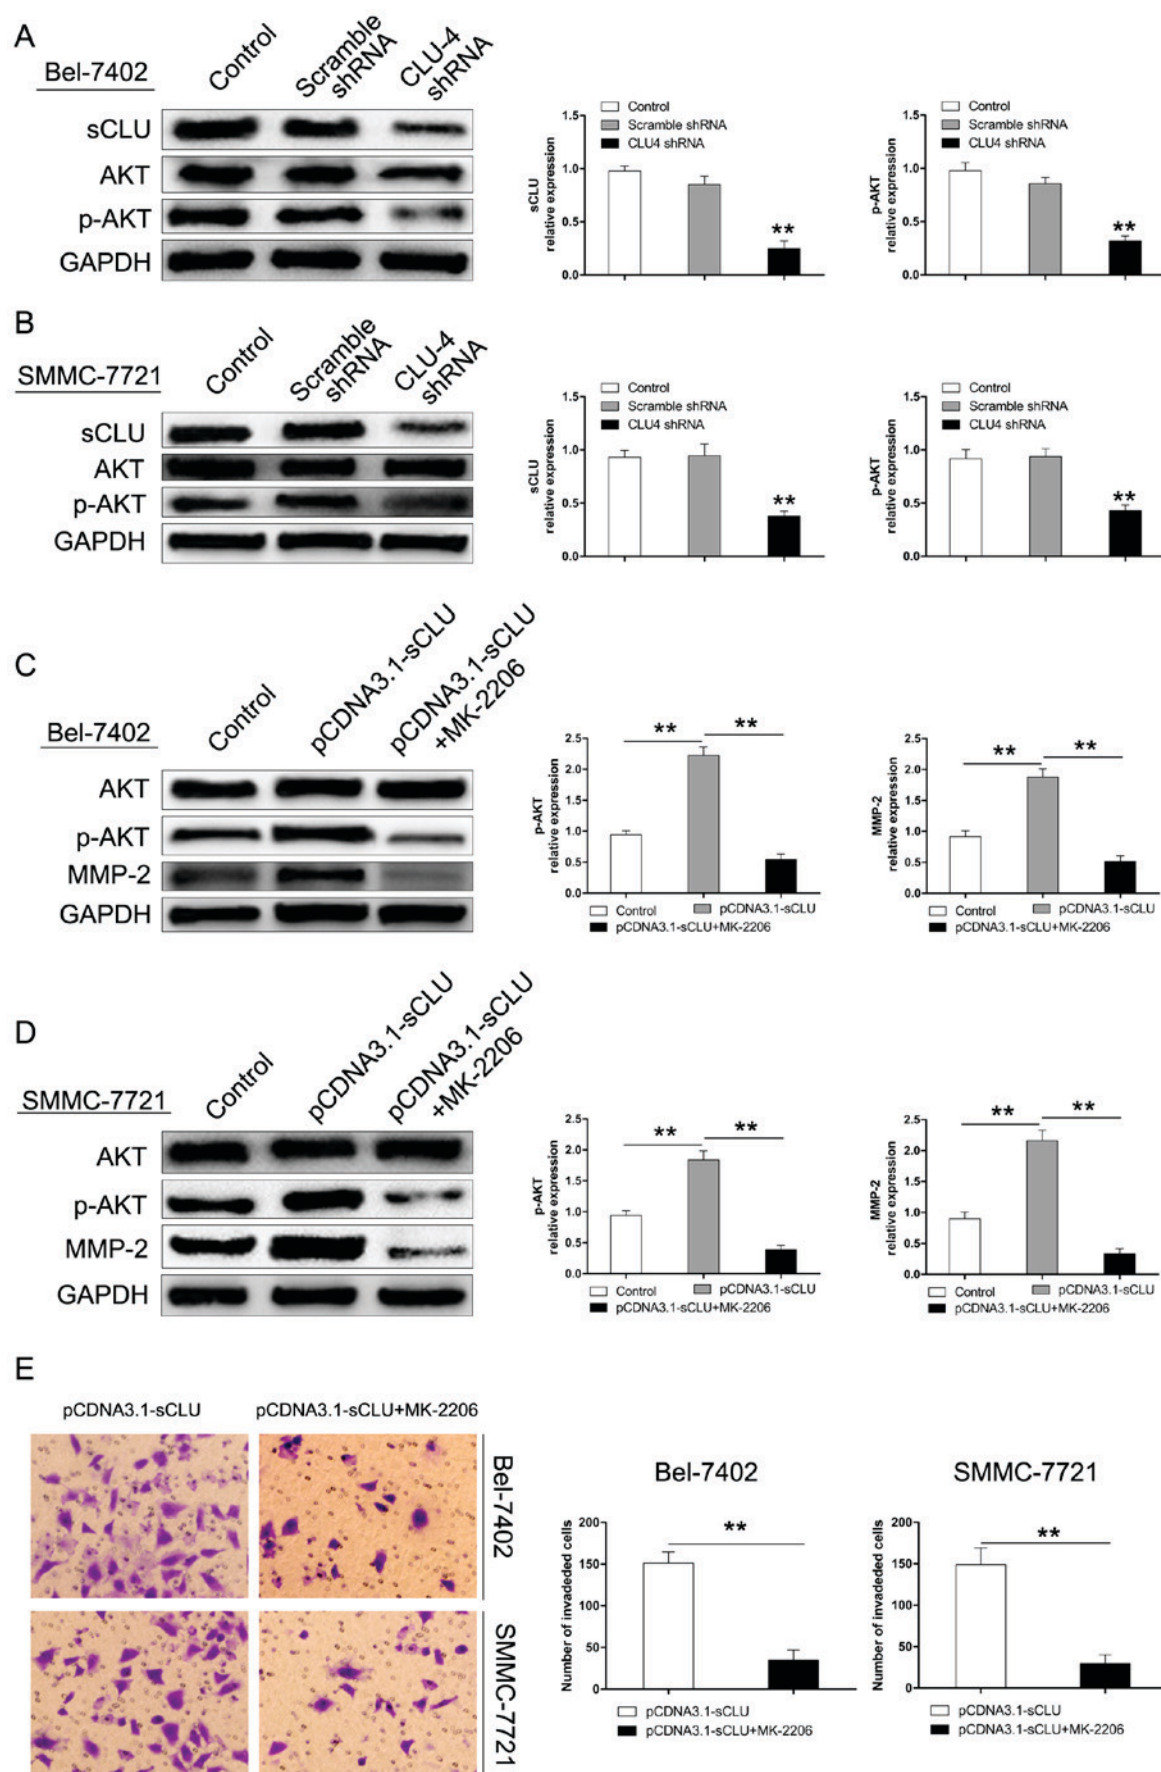 A
Bel-7402
Control
Scramble
shRNA
CLU-4
shRNA
sCLU
AKT
p-AKT
GAPDH
sCLU
relative expression
1.5
1.0
0.5
0.0
Control
Scramble shRNA
CLU4 shRNA
**
p-AKT
relative expression
1.5
1.0
0.5
0.0
Control
Scramble shRNA
CLU4 shRNA
**
B
SMMC-7721
Control
Scramble
shRNA
CLU-4
shRNA
sCLU
AKT
p-AKT
GAPDH
sCLU
relative expression
1.5
1.0
0.5
0.0
Control
Scramble shRNA
CLU4 shRNA
**
p-AKT
relative expression
1.5
1.0
0.5
0.0
Control
Scramble shRNA
CLU4 shRNA
**
C
Bel-7402
Control
pCDNA3.1-sCLU
pCDNA3.1-sCLU
+MK-2206
AKT
p-AKT
MMP-2
GAPDH
p-AKT
relative expression
2.5
2.0
1.5
1.0
0.5
0.0
** **
Control pCDNA3.1-sCLU
pCDNA3.1-sCLU+MK-2206
MMP-2
relative expression
2.5
2.0
1.5
1.0
0.5
0.0
** **
Control pCDNA3.1-sCLU
pCDNA3.1-sCLU+MK-2206
D
SMMC-7721
Control
pCDNA3.1-sCLU
pCDNA3.1-sCLU
+MK-2206
AKT
p-AKT
MMP-2
GAPDH
p-AKT
relative expression
2.5
2.0
1.5
1.0
0.5
0.0
** **
Control pCDNA3.1-sCLU
pCDNA3.1-sCLU+MK-2206
MMP-2
relative expression
2.5
2.0
1.5
1.0
0.5
0.0
** **
Control pCDNA3.1-sCLU
pCDNA3.1-sCLU+MK-2206
E
pCDNA3.1-sCLU
pCDNA3.1-sCLU+MK-2206
Bel-7402
SMMC-7721
Bel-7402
Number of invadeded cells
200
150
100
50
0
**
pCDNA3.1-sCLU
pCDNA3.1-sCLU+MK-2206
SMMC-7721
Number of invadeded cells
200
150
100
50
0
**
pCDNA3.1-sCLU
pCDNA3.1-sCLU+MK-2206